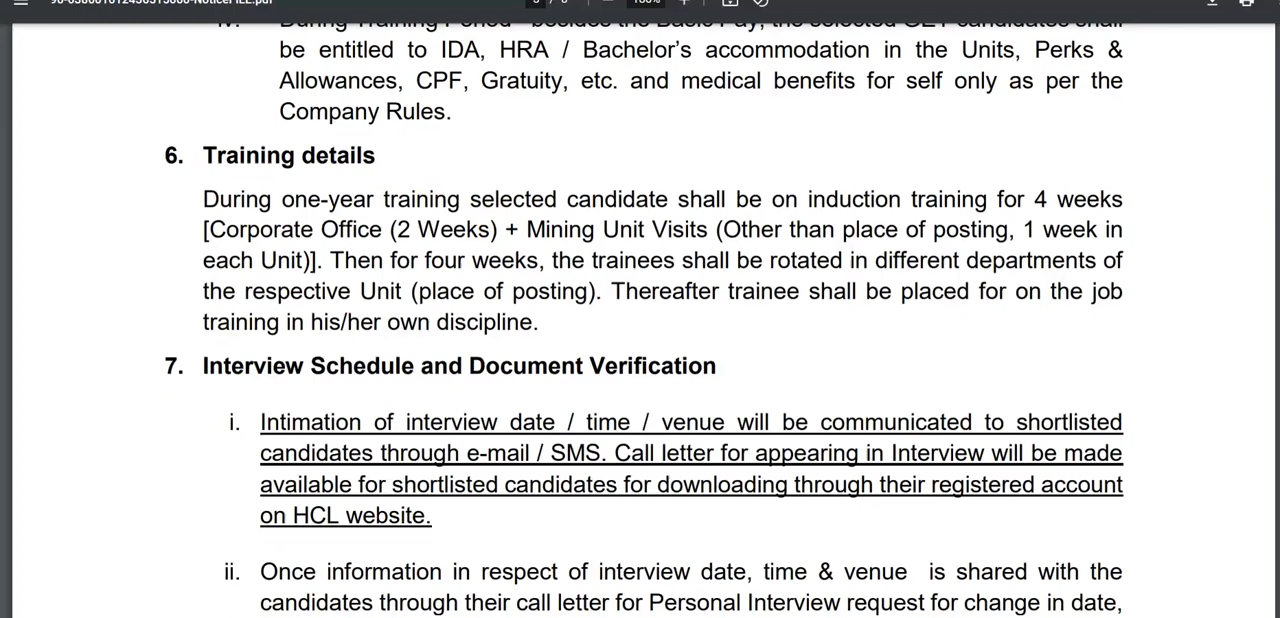 be entitled to IDA, HRA / Bachelor's accommodation in the Units, Perks &
Allowances, CPF, Gratuity, etc. and medical benefits for self only as per the
Company Rules.
6. Training details
During one-year training selected candidate shall be on induction training for 4 weeks
[Corporate Office (2 Weeks) + Mining Unit Visits (Other than place of posting, 1 week in
each Unit)]. Then for four weeks, the trainees shall be rotated in different departments of
the respective Unit (place of posting). Thereafter trainee shall be placed for on the job
training in his/her own discipline.
7. Interview Schedule and Document Verification
i. Intimation of interview date / time / venue will be communicated to shortlisted
candidates through e-mail / SMS. Call letter for appearing in Interview will be made
available for shortlisted candidates for downloading through their registered account
on HCL website.
ii. Once information in respect of interview date, time & venue is shared with the
candidates through their call letter for Personal Interview request for change in date,